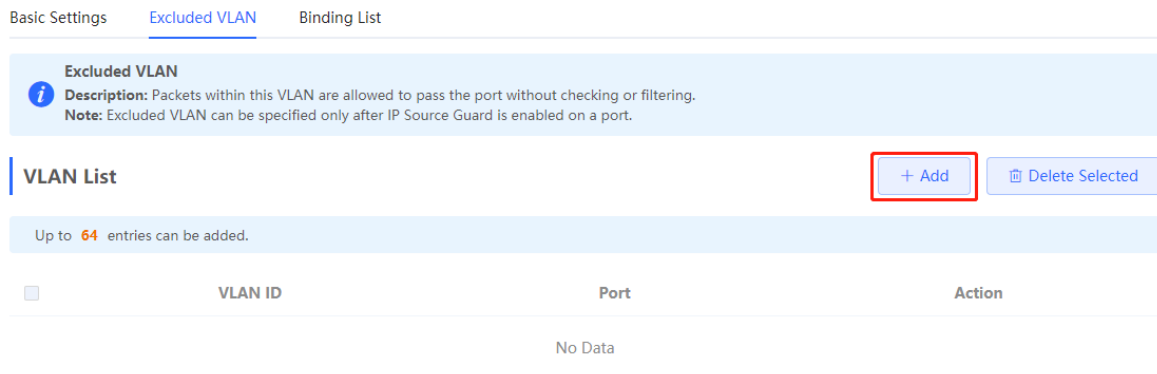 Basic Settings Excluded VLAN Binding List
i Excluded VLAN
Description: Packets within this VLAN are allowed to pass the port without checking or filtering.
Note: Excluded VLAN can be specified only after IP Source Guard is enabled on a port.
VLAN List + Add Delete Selected
Up to 64 entries can be added.
VLAN ID Port Action
No Data